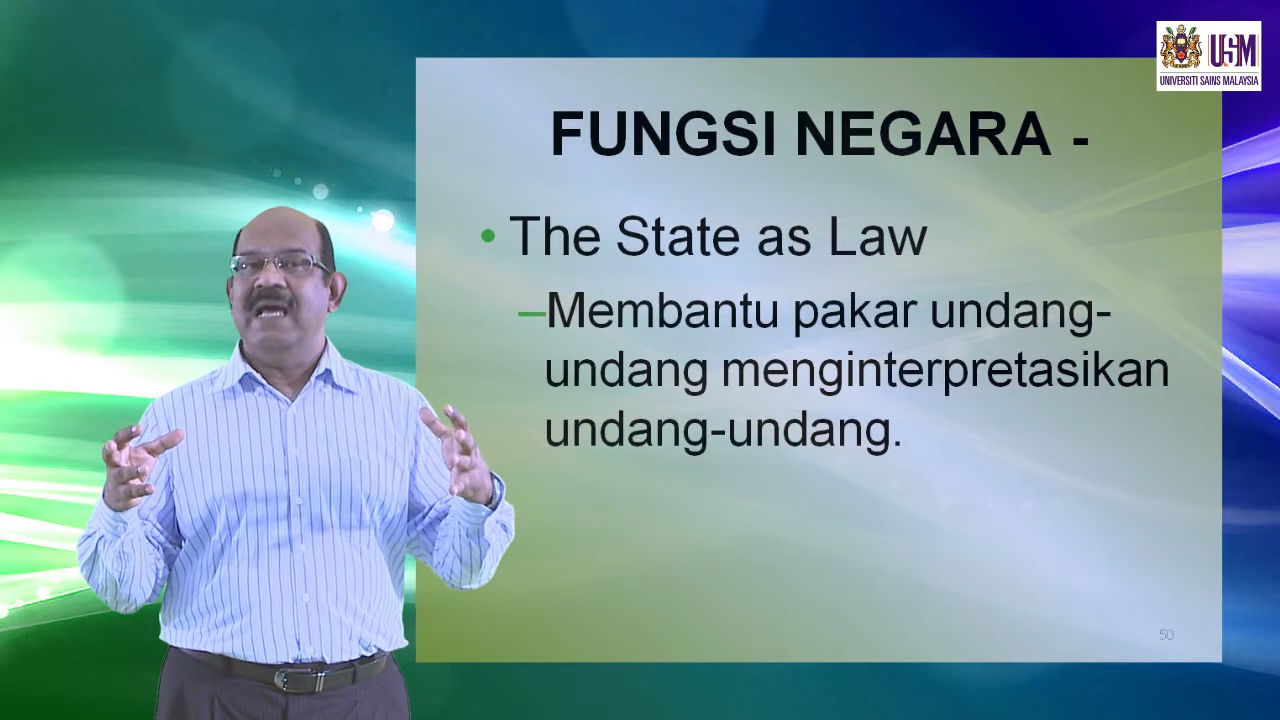 USM
UNIVERSITI SAINS MALAYSIA
FUNGSI NEGARA -
• The State as Law
–Membantu pakar undang-
undang menginterpretasikan
undang-undang.
50